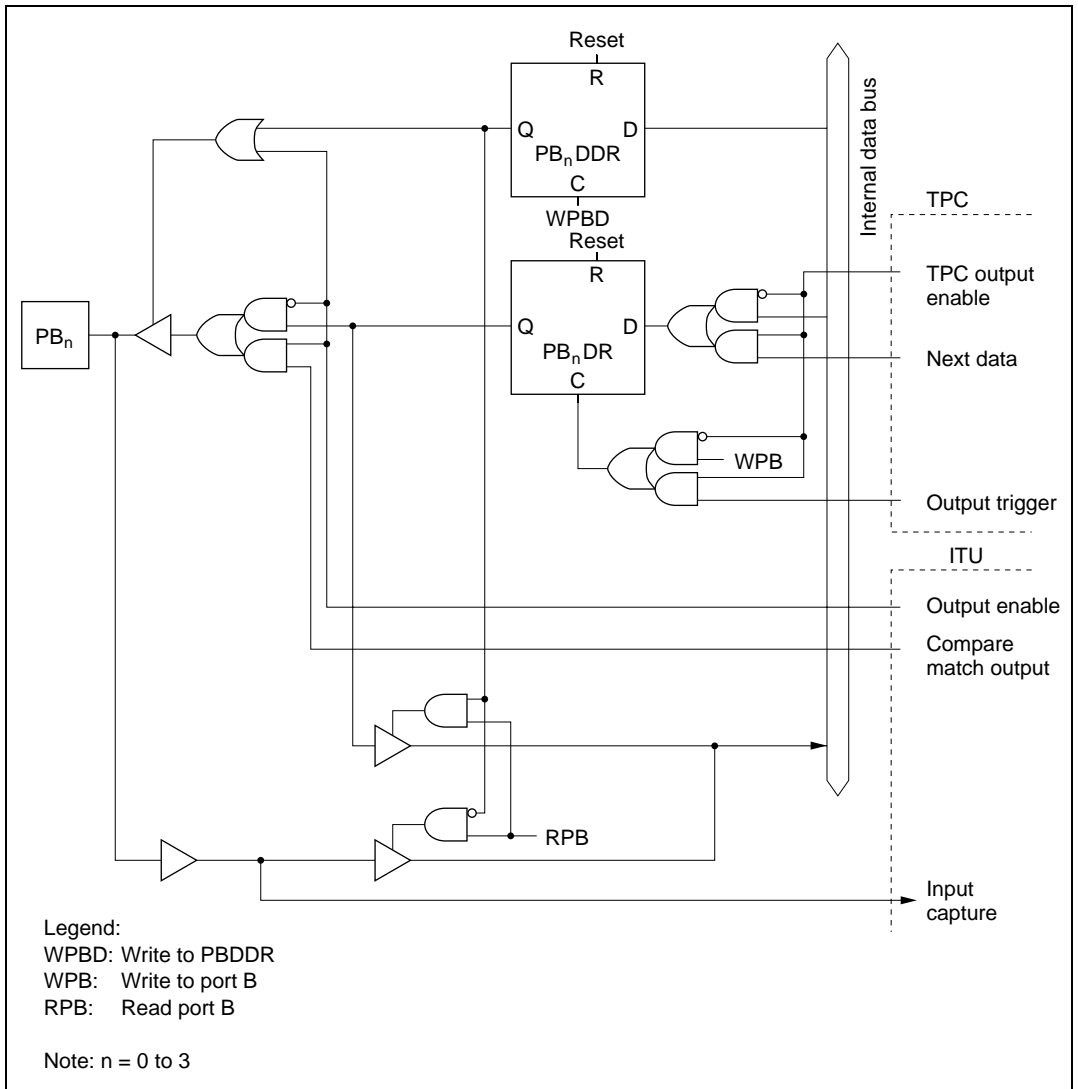 Reset
R
Q
D
PBnDDR
C
WPBD
Internal data bus
TPC
Reset
R
TPC output
enable
Q
D
PBn
PBnDR
C
Next data
WPB
Output trigger
ITU
Output enable
Compare
match output
RPB
Input
capture
Legend:
WPBD: Write to PBDDR
WPB: Write to port B
RPB: Read port B
Note: n = 0 to 3